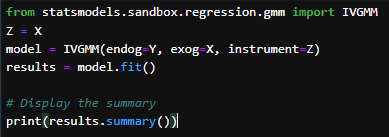 from statsmodels.sandbox.regression.gmm import IVGMM
Z = X
model = IVGMM(endog=Y, exog=X, instrument=Z)
results = model.fit()
# Display the summary
print(results.summary())